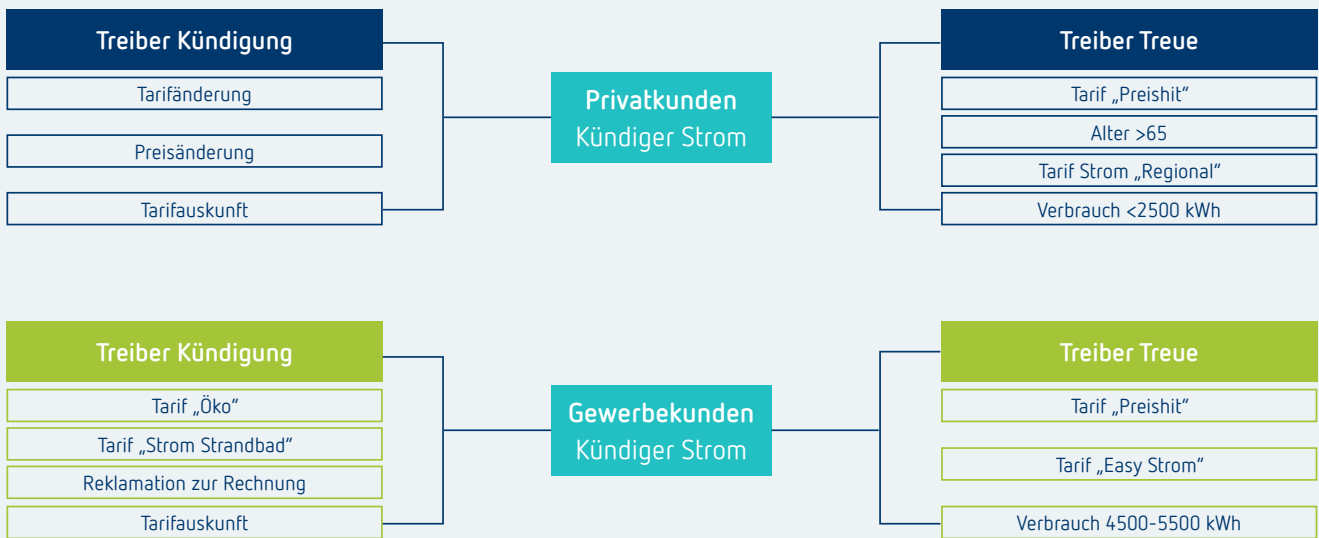 Treiber Kündigung
Tarifänderung
Preisänderung
Tarifauskunft
Privatkunden
Kündiger Strom
Treiber Treue
Tarif „Preishit“
Alter >65
Tarif Strom „Regional“
Verbrauch <2500 kWh
Treiber Kündigung
Tarif „Öko“
Tarif „Strom Strandbad“
Reklamation zur Rechnung
Tarifauskunft
Gewerbekunden
Kündiger Strom
Treiber Treue
Tarif „Preishit“
Tarif „Easy Strom“
Verbrauch 4500-5500 kWh